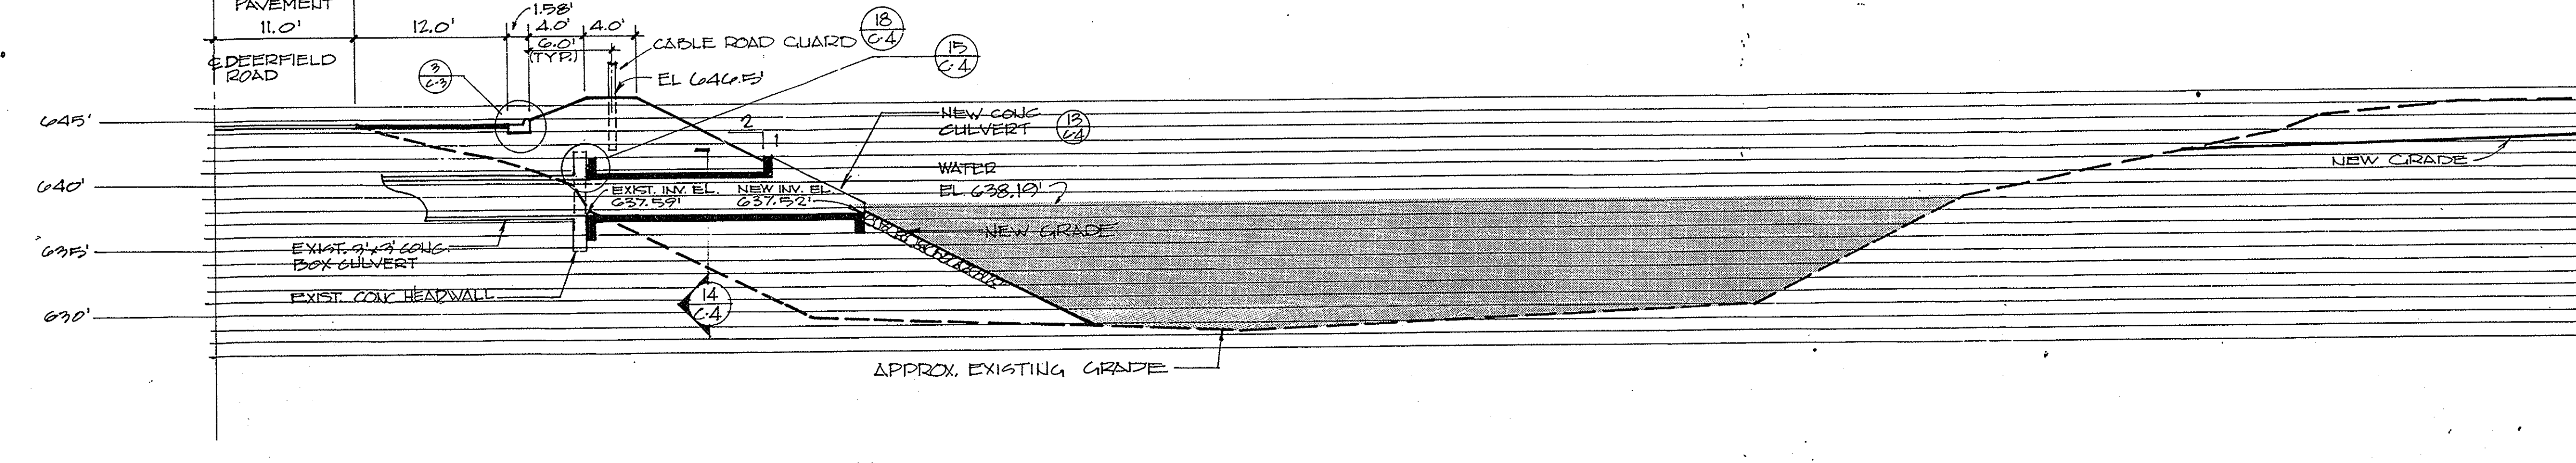 PAVEMENT
11.0'
12.0'
1.58'
4.0'
4.0'
6.0'
(TYP.)
CABLE ROAD GUARD
18
C-4
15
C-4
℄ DEERFIELD
ROAD
3
C-3
EL 646.5'
645'
NEW CONC
CULVERT
13
C-4
2
1
WATER
EL. 638.19' ?
NEW GRADE
640'
EXIST. INV. EL.
637.59'
NEW INV. EL.
637.52'
NEW GRADE
635'
EXIST. 3'x3' CONC
BOX CULVERT
EXIST. CONC HEADWALL
14
C-4
630'
APPROX. EXISTING GRADE